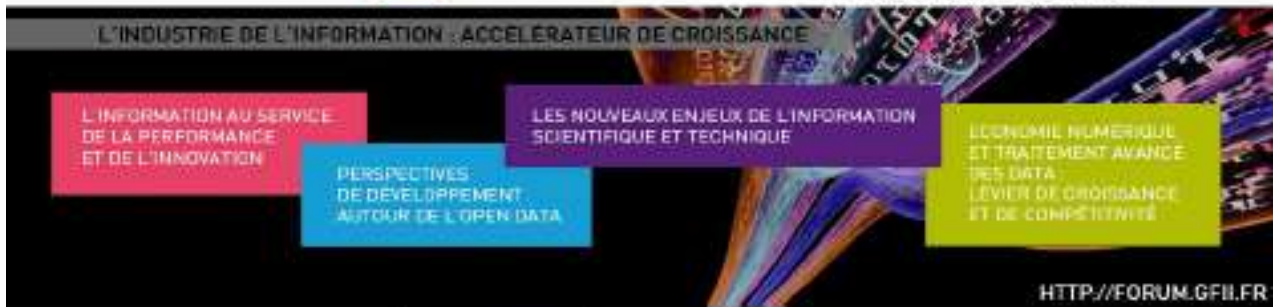 L'INDUSTRIE DE L'INFORMATION : ACCÉLÉRATEUR DE CROISSANCE
L'INFORMATION AU SERVICE
DE LA PERFORMANCE
ET DE L'INNOVATION
PERSPECTIVES
DE DÉVELOPPEMENT
AUTOUR DE L'OPEN DATA
LES NOUVEAUX ENJEUX DE L'INFORMATION
SCIENTIFIQUE ET TECHNIQUE
ÉCONOMIE NUMÉRIQUE
ET TRAITEMENT AVANCÉ
DES DATA
LEVIER DE CROISSANCE
ET DE COMPÉTITIVITÉ
HTTP://FORUM.GFII.FR